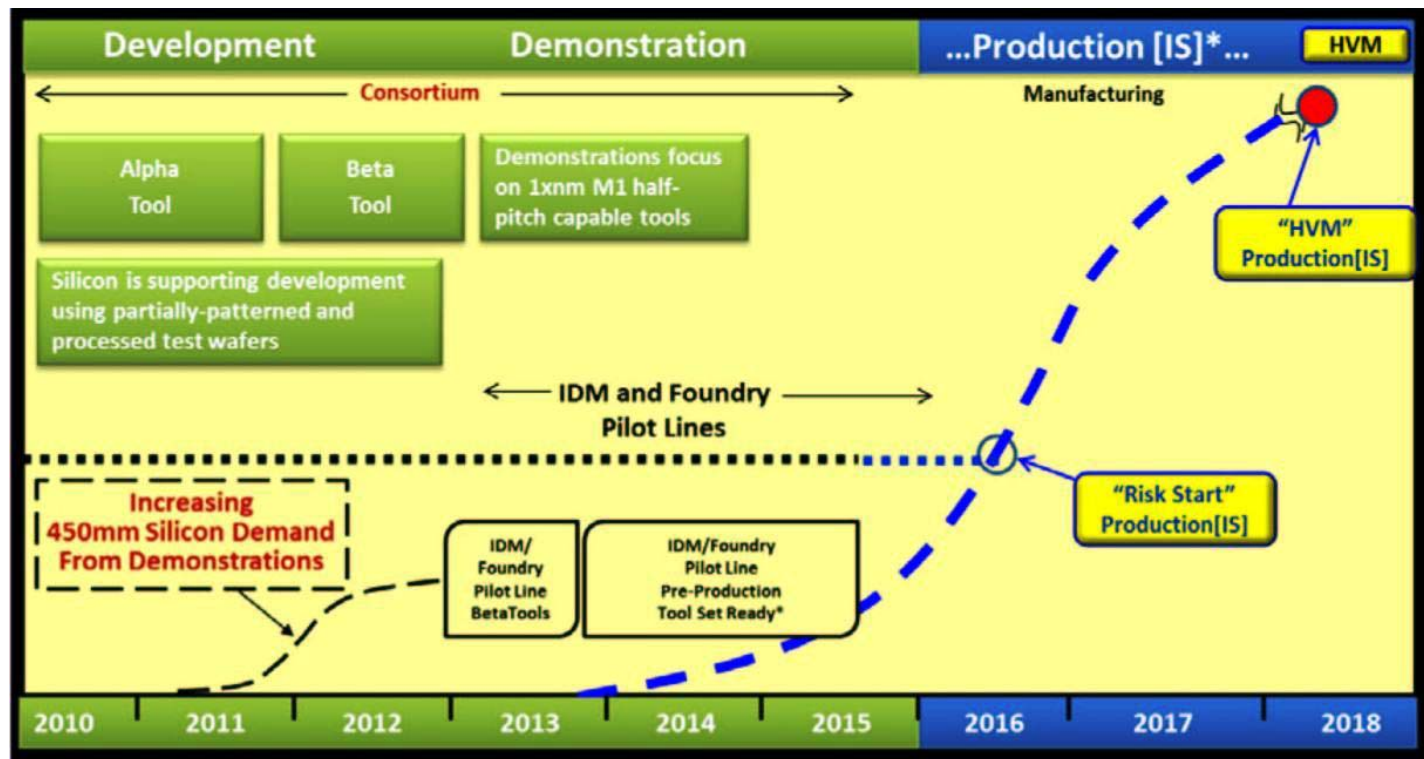 Development
Demonstration
...Production [IS]*...
HVM
Consortium
Manufacturing
Alpha
Tool
Beta
Tool
Demonstrations focus
on 1xnm M1 half-
pitch capable tools
"HVM"
Production[IS]
Silicon is supporting development
using partially-patterned and
processed test wafers
IDM and Foundry
Pilot Lines
"Risk Start"
Production[IS]
Increasing
450mm Silicon Demand
From Demonstrations
IDM/
Foundry
Pilot Line
BetaTools
IDM/Foundry
Pilot Line
Pre-Production
Tool Set Ready*
2010
2011
2012
2013
2014
2015
2016
2017
2018